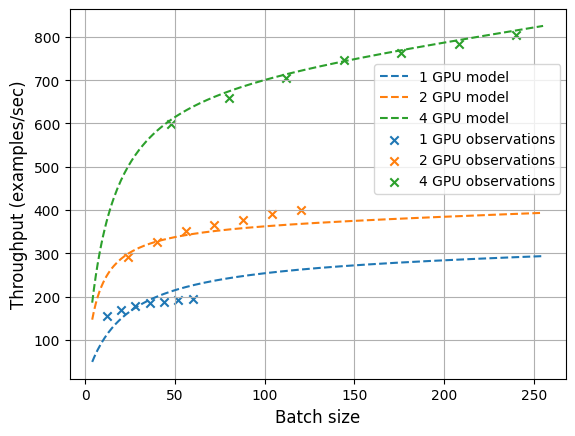 Throughput (examples/sec)
800
700
600
500
400
300
200
100
0
50
100
150
200
250
Batch size
1 GPU model
2 GPU model
4 GPU model
1 GPU observations
2 GPU observations
4 GPU observations